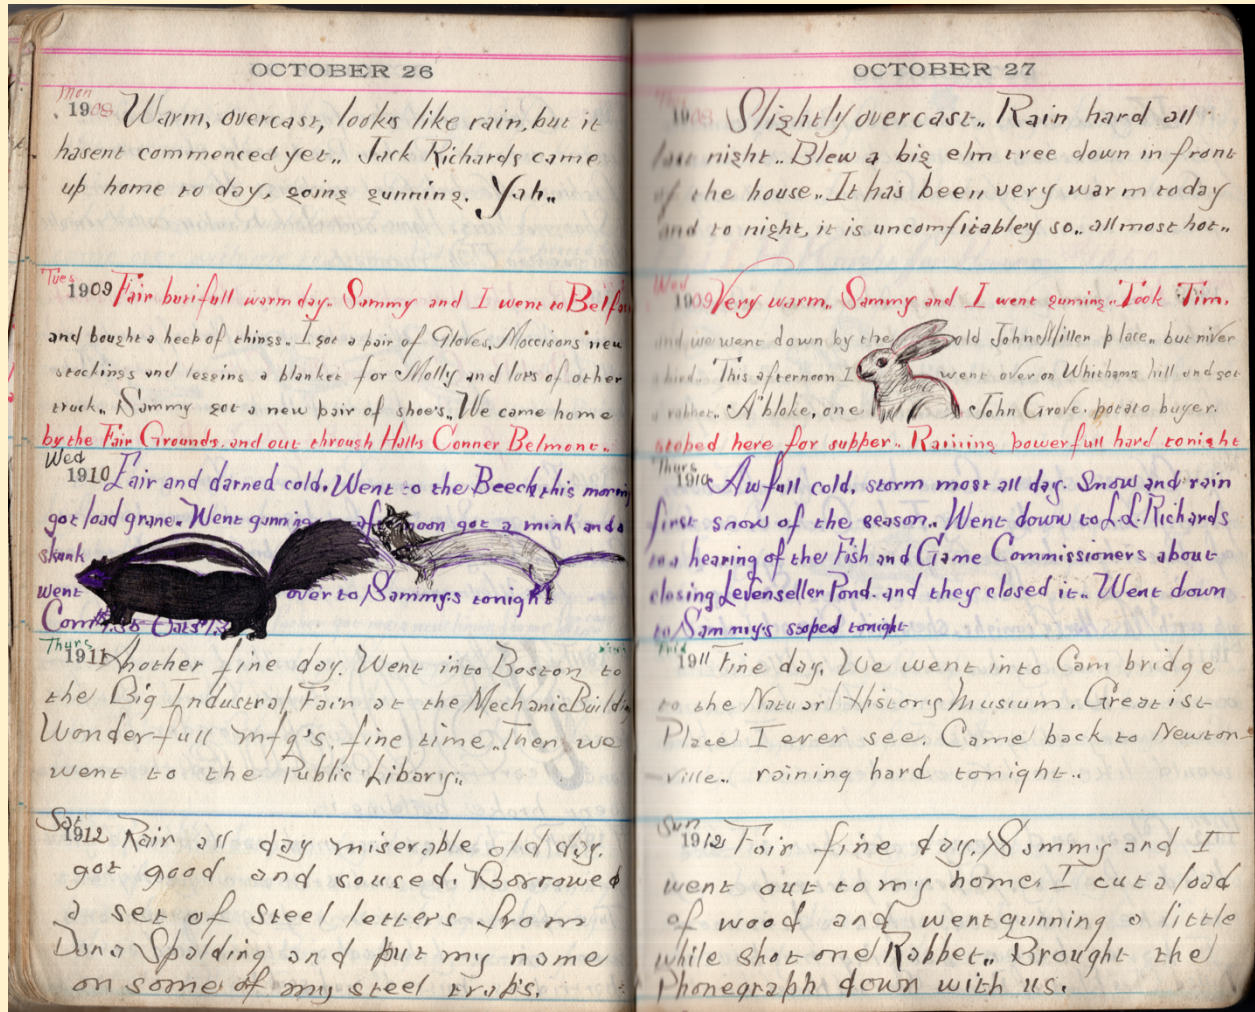 OCTOBER 26
Mon
1908 Warm, overcast, looks like rain, but it
hasent commenced yet.. Jack Richards came
up home to day, going gunning. Yah..
Tues
1909 Fair butifull warm day. Sammy and I went to Belfas
and bought a heep of things. I got a pair of Gloves, Moccisons new
stockings and leggins a blanket for Molly and lots of other
truck.. Sammy got a new pair of shoe's.. We came home
by the Fair Grounds. and out through Halls Conner Belmont..
Wed
1910 Fair and darned cold. Went to the Beech this morni
got load grane. Went gunning noon got a mink and a
skunk
went over to Sammys tonight
Oats
Thurs
1911 Another fine day. Went into Boston to
the Big Industral Fair at the Mechanic Buildin
Wonderfull mfg's. fine time.. Then we
went to the Public Libary..
Sat
1912 Rair all day miserable old day.
got good and soused. Borrowed
a set of steel letters from
Dana Spalding and put my name
on some of my steel trap's.
OCTOBER 27
1908 Slightly overcast.. Rain hard all
last night.. Blew a big elm tree down in front
of the house.. It has been very warm today
and to night, it is uncomfitabley so.. allmost hot..
Wed
1909 Very warm.. Sammy and I went gunning.. Took Tim.
and we went down by the old John Miller place.. but niver
a bird. This afternoon I went over on Whithams hill and got
a rabbet.. A bloke, one John Grove. potato buyer.
stoped here for supper.. Raining powerfull hard tonight
Thurs
1910 Awfull cold, storm most all day. Snow and rain
first snow of the season.. Went down to L.L. Richards
to a hearing of the Fish and Game Commissioners about
closing Levenseller Pond. and they closed it.. Went down
to Sammy's stoped tonight
Frid
1911 Fine day. We went into Cambridge
to the Natuarl History Musium. Greatist
Place I ever see. Came back to Newton-
ville.. raining hard tonight..
Sun
1912 Fair fine day. Sammy and I
went out to my home. I cut a load
of wood and went gunning a little
while shot one Rabbet.. Brought the
Phonegraph down with us.